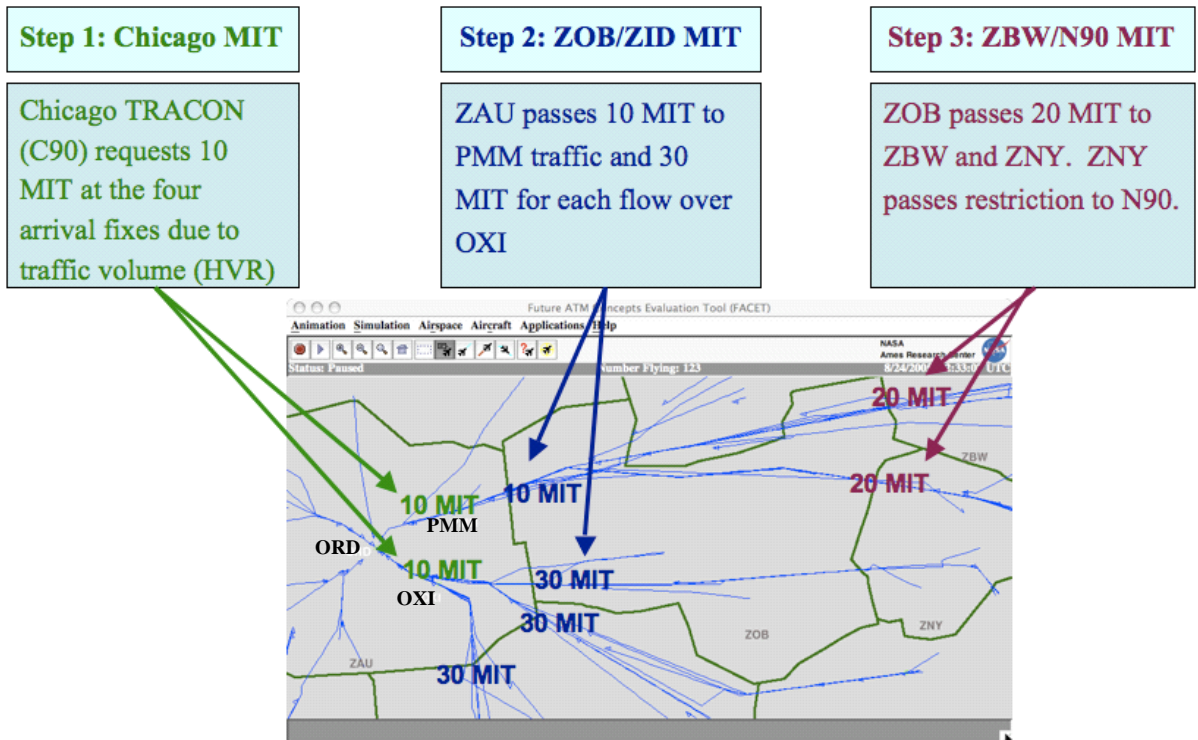 Step 1: Chicago MIT
Chicago TRACON
(C90) requests 10
MIT at the four
arrival fixes due to
traffic volume (HVR)
Step 2: ZOB/ZID MIT
ZAU passes 10 MIT to
PMM traffic and 30
MIT for each flow over
OXI
Step 3: ZBW/N90 MIT
ZOB passes 20 MIT to
ZBW and ZNY.  ZNY
passes restriction to N90.
Future ATM Concepts Evaluation Tool (FACET)
Animation Simulation Airspace Aircraft Applications Help
NASA
Ames Research Center
Status: Paused
Number Flying: 123
UTC
20 MIT
ZBW
20 MIT
10 MIT
10 MIT
PMM
ORD
10 MIT
OXI
30 MIT
30 MIT
ZNY
ZOB
ZAU
30 MIT